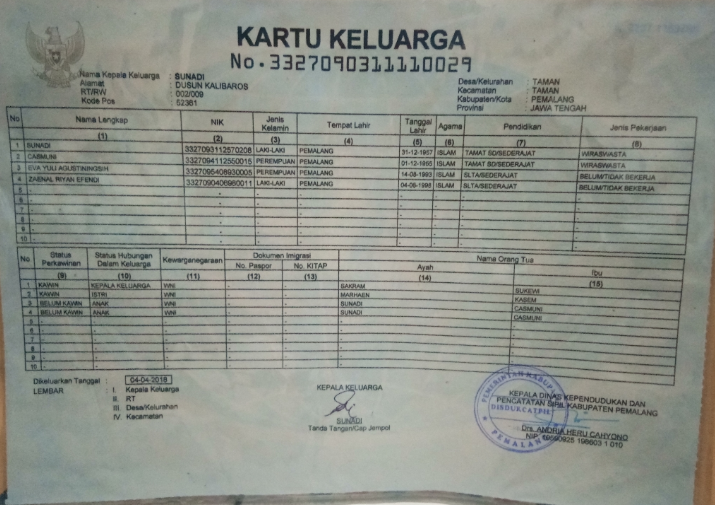 KARTU KELUARGA
No. 3327090311110029
Nama Kepala Keluarga : SUNADI
Alamat : DUSUN KALIBAROS
RT/RW : 002/009
Kode Pos : 52361
Desa/Kelurahan : TAMAN
Kecamatan : TAMAN
Kabupaten/Kota : PEMALANG
Provinsi : JAWA TENGAH
No Nama Lengkap NIK Jenis Kelamin Tempat Lahir Tanggal Lahir Agama Pendidikan Jenis Pekerjaan
(1) (2) (3) (4) (5) (6) (7) (8)
1 SUNADI 3327093112570208 LAKI-LAKI PEMALANG 31-12-1957 ISLAM TAMAT SD/SEDERAJAT WIRASWASTA
2 CASMUNI 3327094112550015 PEREMPUAN PEMALANG 01-12-1955 ISLAM TAMAT SD/SEDERAJAT WIRASWASTA
3 EVA YULI AGUSTININGSIH 3327095408930005 PEREMPUAN PEMALANG 14-08-1993 ISLAM SLTA/SEDERAJAT BELUM/TIDAK BEKERJA
4 ZAENAL RIYAN EFENDI 3327090406980011 LAKI-LAKI PEMALANG 04-06-1998 ISLAM SLTA/SEDERAJAT BELUM/TIDAK BEKERJA
5 - - - - - - - -
6 - - - - - - - -
7 - - - - - - - -
8 - - - - - - - -
9 - - - - - - - -
10 - - - - - - - -
No Status Perkawinan Status Hubungan Dalam Keluarga Kewarganegaraan Dokumen Imigrasi Nama Orang Tua
No. Paspor No. KITAP Ayah Ibu
(9) (10) (11) (12) (13) (14) (15)
1 KAWIN KEPALA KELUARGA WNI - - SAKRAM SUKEWI
2 KAWIN ISTRI WNI - - MARHAEN KASEM
3 BELUM KAWIN ANAK WNI - - SUNADI CASMUNI
4 BELUM KAWIN ANAK WNI - - SUNADI CASMUNI
5 - - - - - - -
6 - - - - - - -
7 - - - - - - -
8 - - - - - - -
9 - - - - - - -
10 - - - - - - -
Dikeluarkan Tanggal : 04-04-2018
LEMBAR : I. Kepala Keluarga
II. RT
III. Desa/Kelurahan
IV. Kecamatan
KEPALA KELUARGA
SUNADI
Tanda Tangan/Cap Jempol
KEPALA DINAS KEPENDUDUKAN DAN
PENCATATAN SIPIL KABUPATEN PEMALANG
PEMERINTAH KABUPATEN
DISDUKCATPIL
PEMALANG
Drs. ANDRIA HERU CAHYONO
198603 1 010